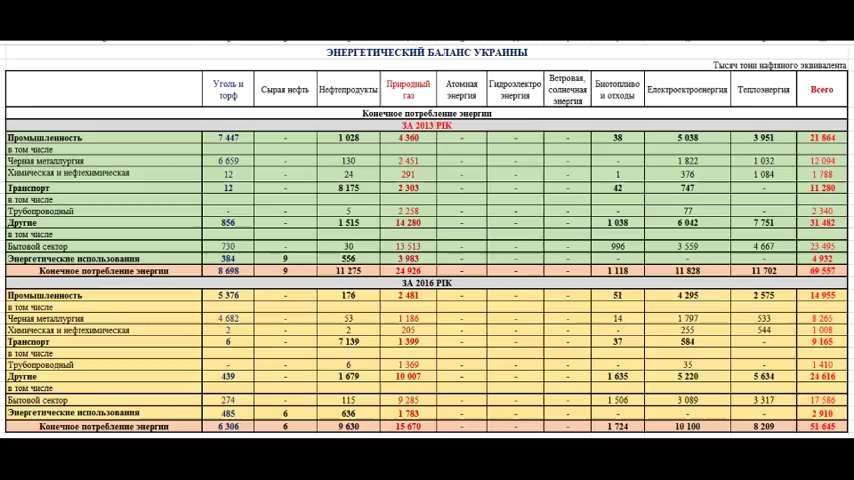 ЭНЕРГЕТИЧЕСКИЙ БАЛАНС УКРАИНЫ
Тысяч тонн нафтяного эквивалента
Уголь и торф Сырая нефть Нефтепродукты Природный газ Атомная энергия Гидроэлектро энергия Ветровая, солнечная энергия Биотопливо и отходы Електроектроенергия Теплоэнергия Всего
Конечное потребление энергии
ЗА 2013 РІК
Промышленность 7 447 - 1 028 4 360 - - - 38 5 038 3 951 21 864
в том числе
Черная металлургия 6 659 - 130 2 451 - - - - 1 822 1 032 12 094
Химическая и нефтехимическая 12 - 24 291 - - - 1 376 1 084 1 788
Транспорт 12 - 8 175 2 303 - - - 42 747 - 11 280
в том числе
Трубопроводный - - 5 2 258 - - - - 77 - 2 340
Другие 856 - 1 515 14 280 - - - 1 038 6 042 7 751 31 482
в том числе
Бытовой сектор 730 - 30 13 513 - - - 996 3 559 4 667 23 495
Энергетические использования 384 9 556 3 983 - - - - - - 4 932
Конечное потребление энергии 8 698 9 11 275 24 926 - - - 1 118 11 828 11 702 69 557
ЗА 2016 РІК
Промышленность 5 376 - 176 2 481 - - - 51 4 295 2 575 14 955
в том числе
Черная металлургия 4 682 - 53 1 186 - - - 14 1 797 533 8 265
Химическая и нефтехимическая 2 - 2 205 - - - - 255 544 1 008
Транспорт 6 - 7 139 1 399 - - - 37 584 - 9 165
в том числе
Трубопроводный - - 6 1 369 - - - - 35 - 1 410
Другие 439 - 1 679 10 007 - - - 1 635 5 220 5 634 24 616
в том числе
Бытовой сектор 274 - 115 9 285 - - - 1 506 3 089 3 317 17 586
Энергетические использования 485 6 636 1 783 - - - - - - 2 910
Конечное потребление энергии 6 306 6 9 630 15 670 - - - 1 724 10 100 8 209 51 645